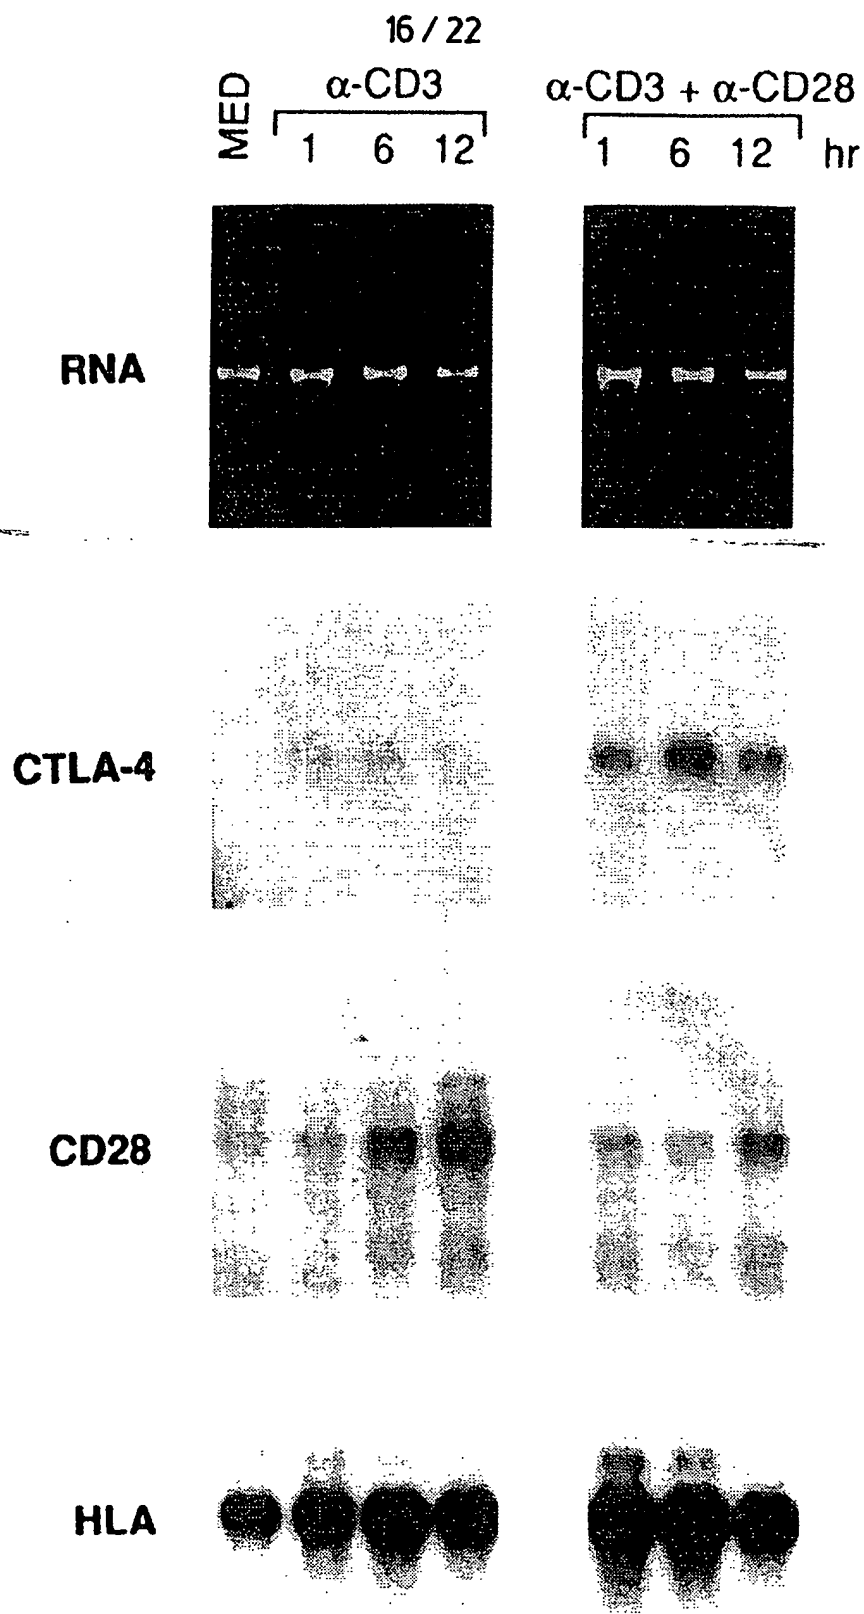 16 / 22
MED α-CD3 α-CD3 + α-CD28
1 6 12 1 6 12 hr
RNA
CTLA-4
CD28
HLA